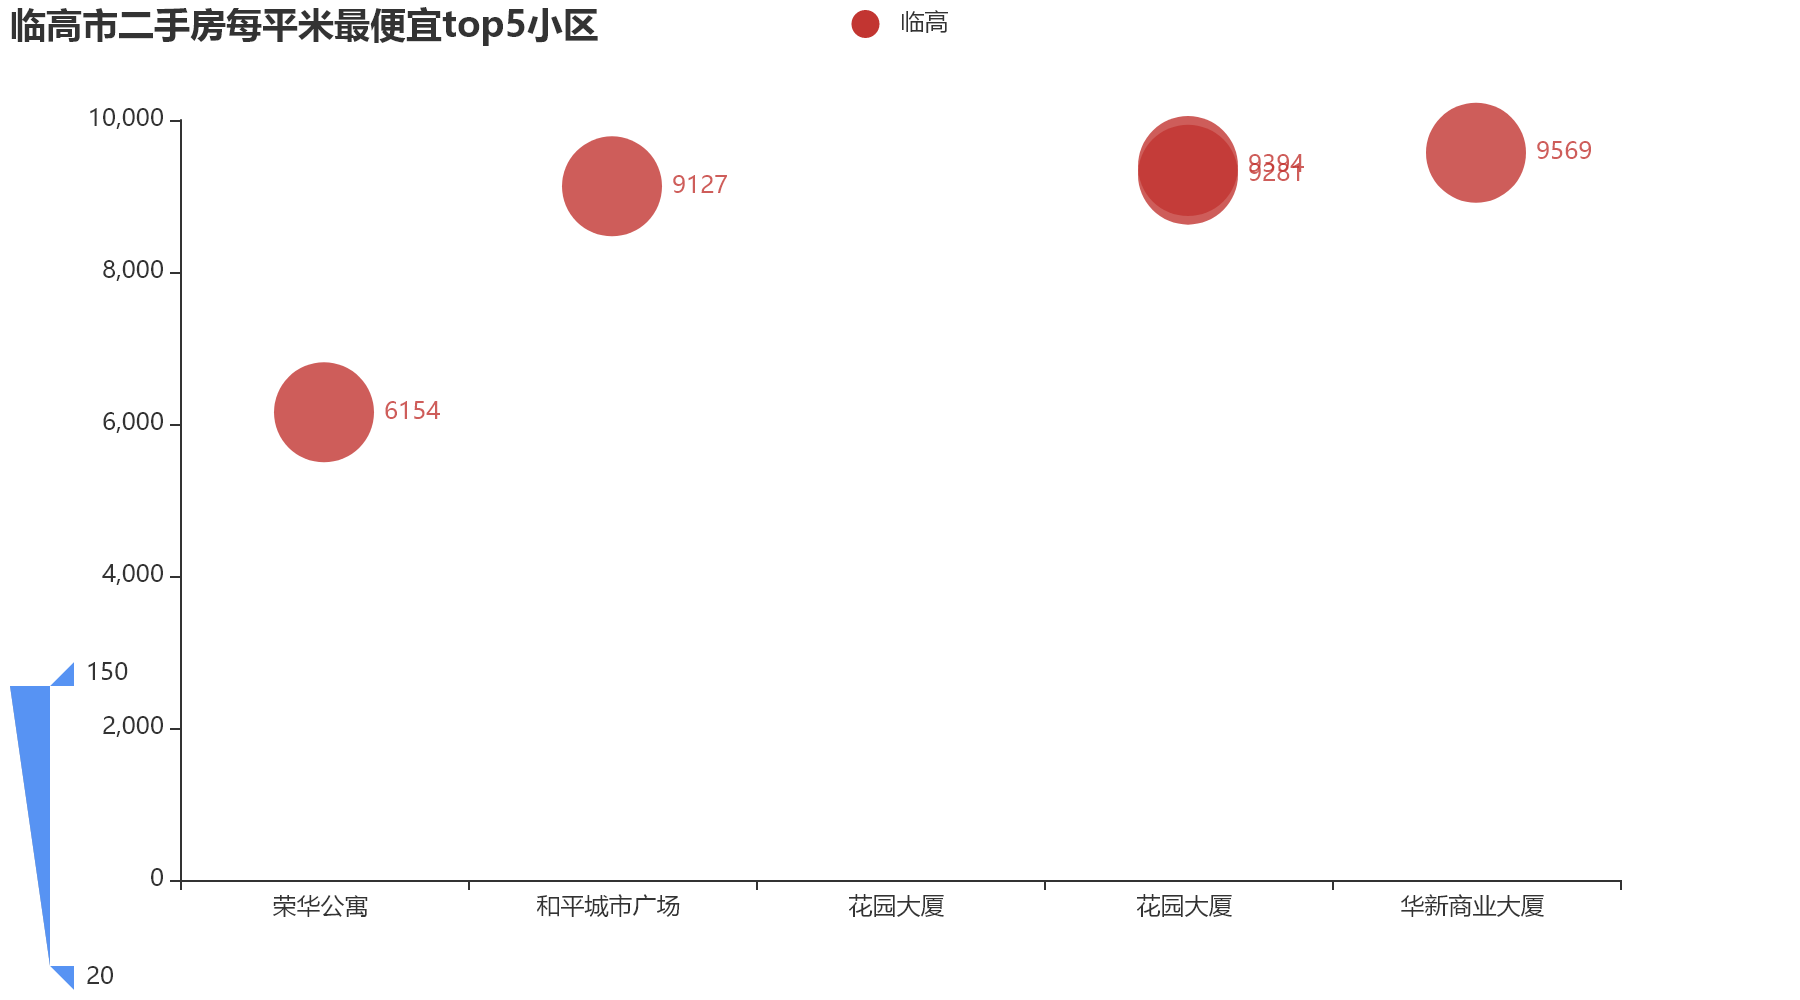 临高市二手房每平米最便宜top5小区
临高
10,000
8,000
6,000
4,000
2,000
0
6154
9127
9394
9281
9569
荣华公寓
和平城市广场
花园大厦
花园大厦
华新商业大厦
150
20